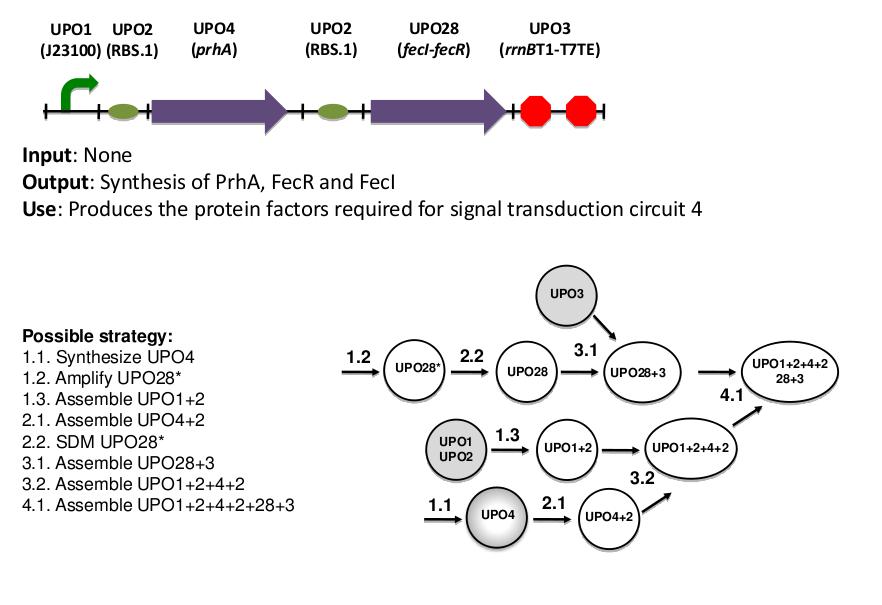 UPO1 UPO2 UPO4 UPO2 UPO28 UPO3
(J23100) (RBS.1) (prhA) (RBS.1) (fecI-fecR) (rrnBT1-T7TE)
Input: None
Output: Synthesis of PrhA, FecR and FecI
Use: Produces the protein factors required for signal transduction circuit 4
Possible strategy:
1.1. Synthesize UPO4
1.2. Amplify UPO28*
1.3. Assemble UPO1+2
2.1. Assemble UPO4+2
2.2. SDM UPO28*
3.1. Assemble UPO28+3
3.2. Assemble UPO1+2+4+2
4.1. Assemble UPO1+2+4+2+28+3
UPO3
1.2
UPO28*
2.2
UPO28
3.1
UPO28+3
UPO1+2+4+2
28+3
4.1
UPO1
UPO2
1.3
UPO1+2
UPO1+2+4+2
3.2
1.1
UPO4
2.1
UPO4+2